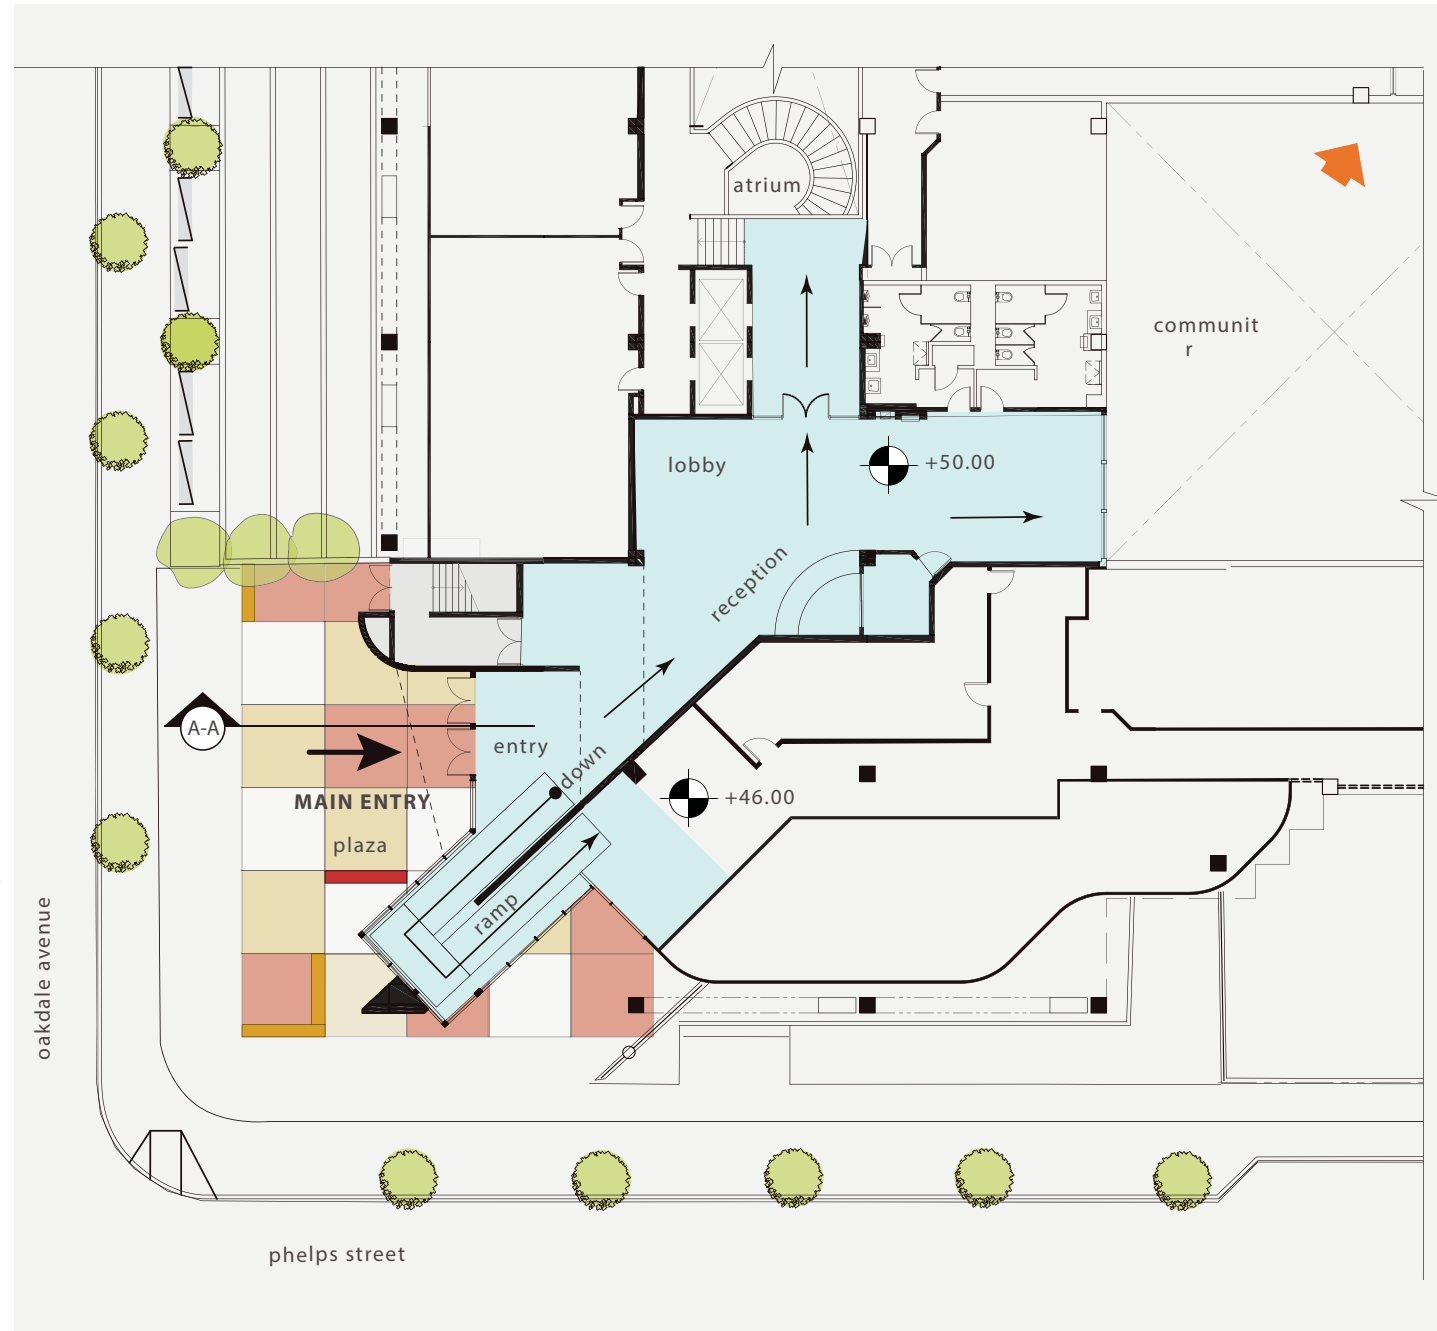 atrium
communit
r
lobby
+50.00
reception
A-A
entry
down
MAIN ENTRY
+46.00
plaza
ramp
oakdale avenue
phelps street